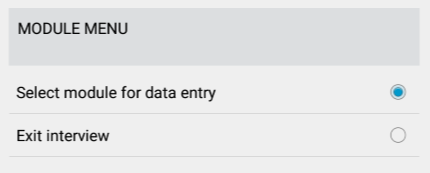 MODULE MENU
Select module for data entry
Exit interview